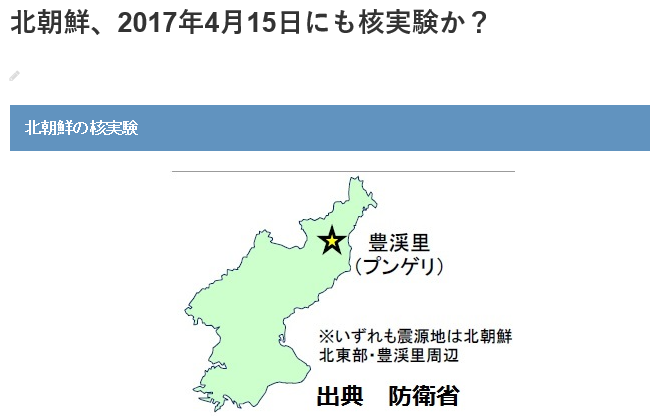 北朝鮮、2017年4月15日にも核実験か？
北朝鮮の核実験
豊渓里
（プンゲリ）
※いずれも震源地は北朝鮮
北東部・豊渓里周辺
出典　防衛省